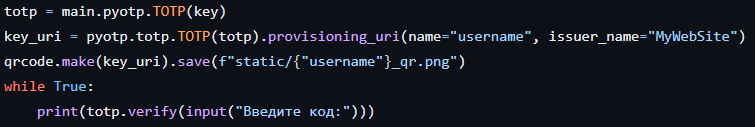 totp = main.pyotp.TOTP(key)
key_uri = pyotp.totp.TOTP(totp).provisioning_uri(name="username", issuer_name="MyWebSite")
qrcode.make(key_uri).save(f"static/{"username"}_qr.png")
while True:
    print(totp.verify(input("Введите код:")))